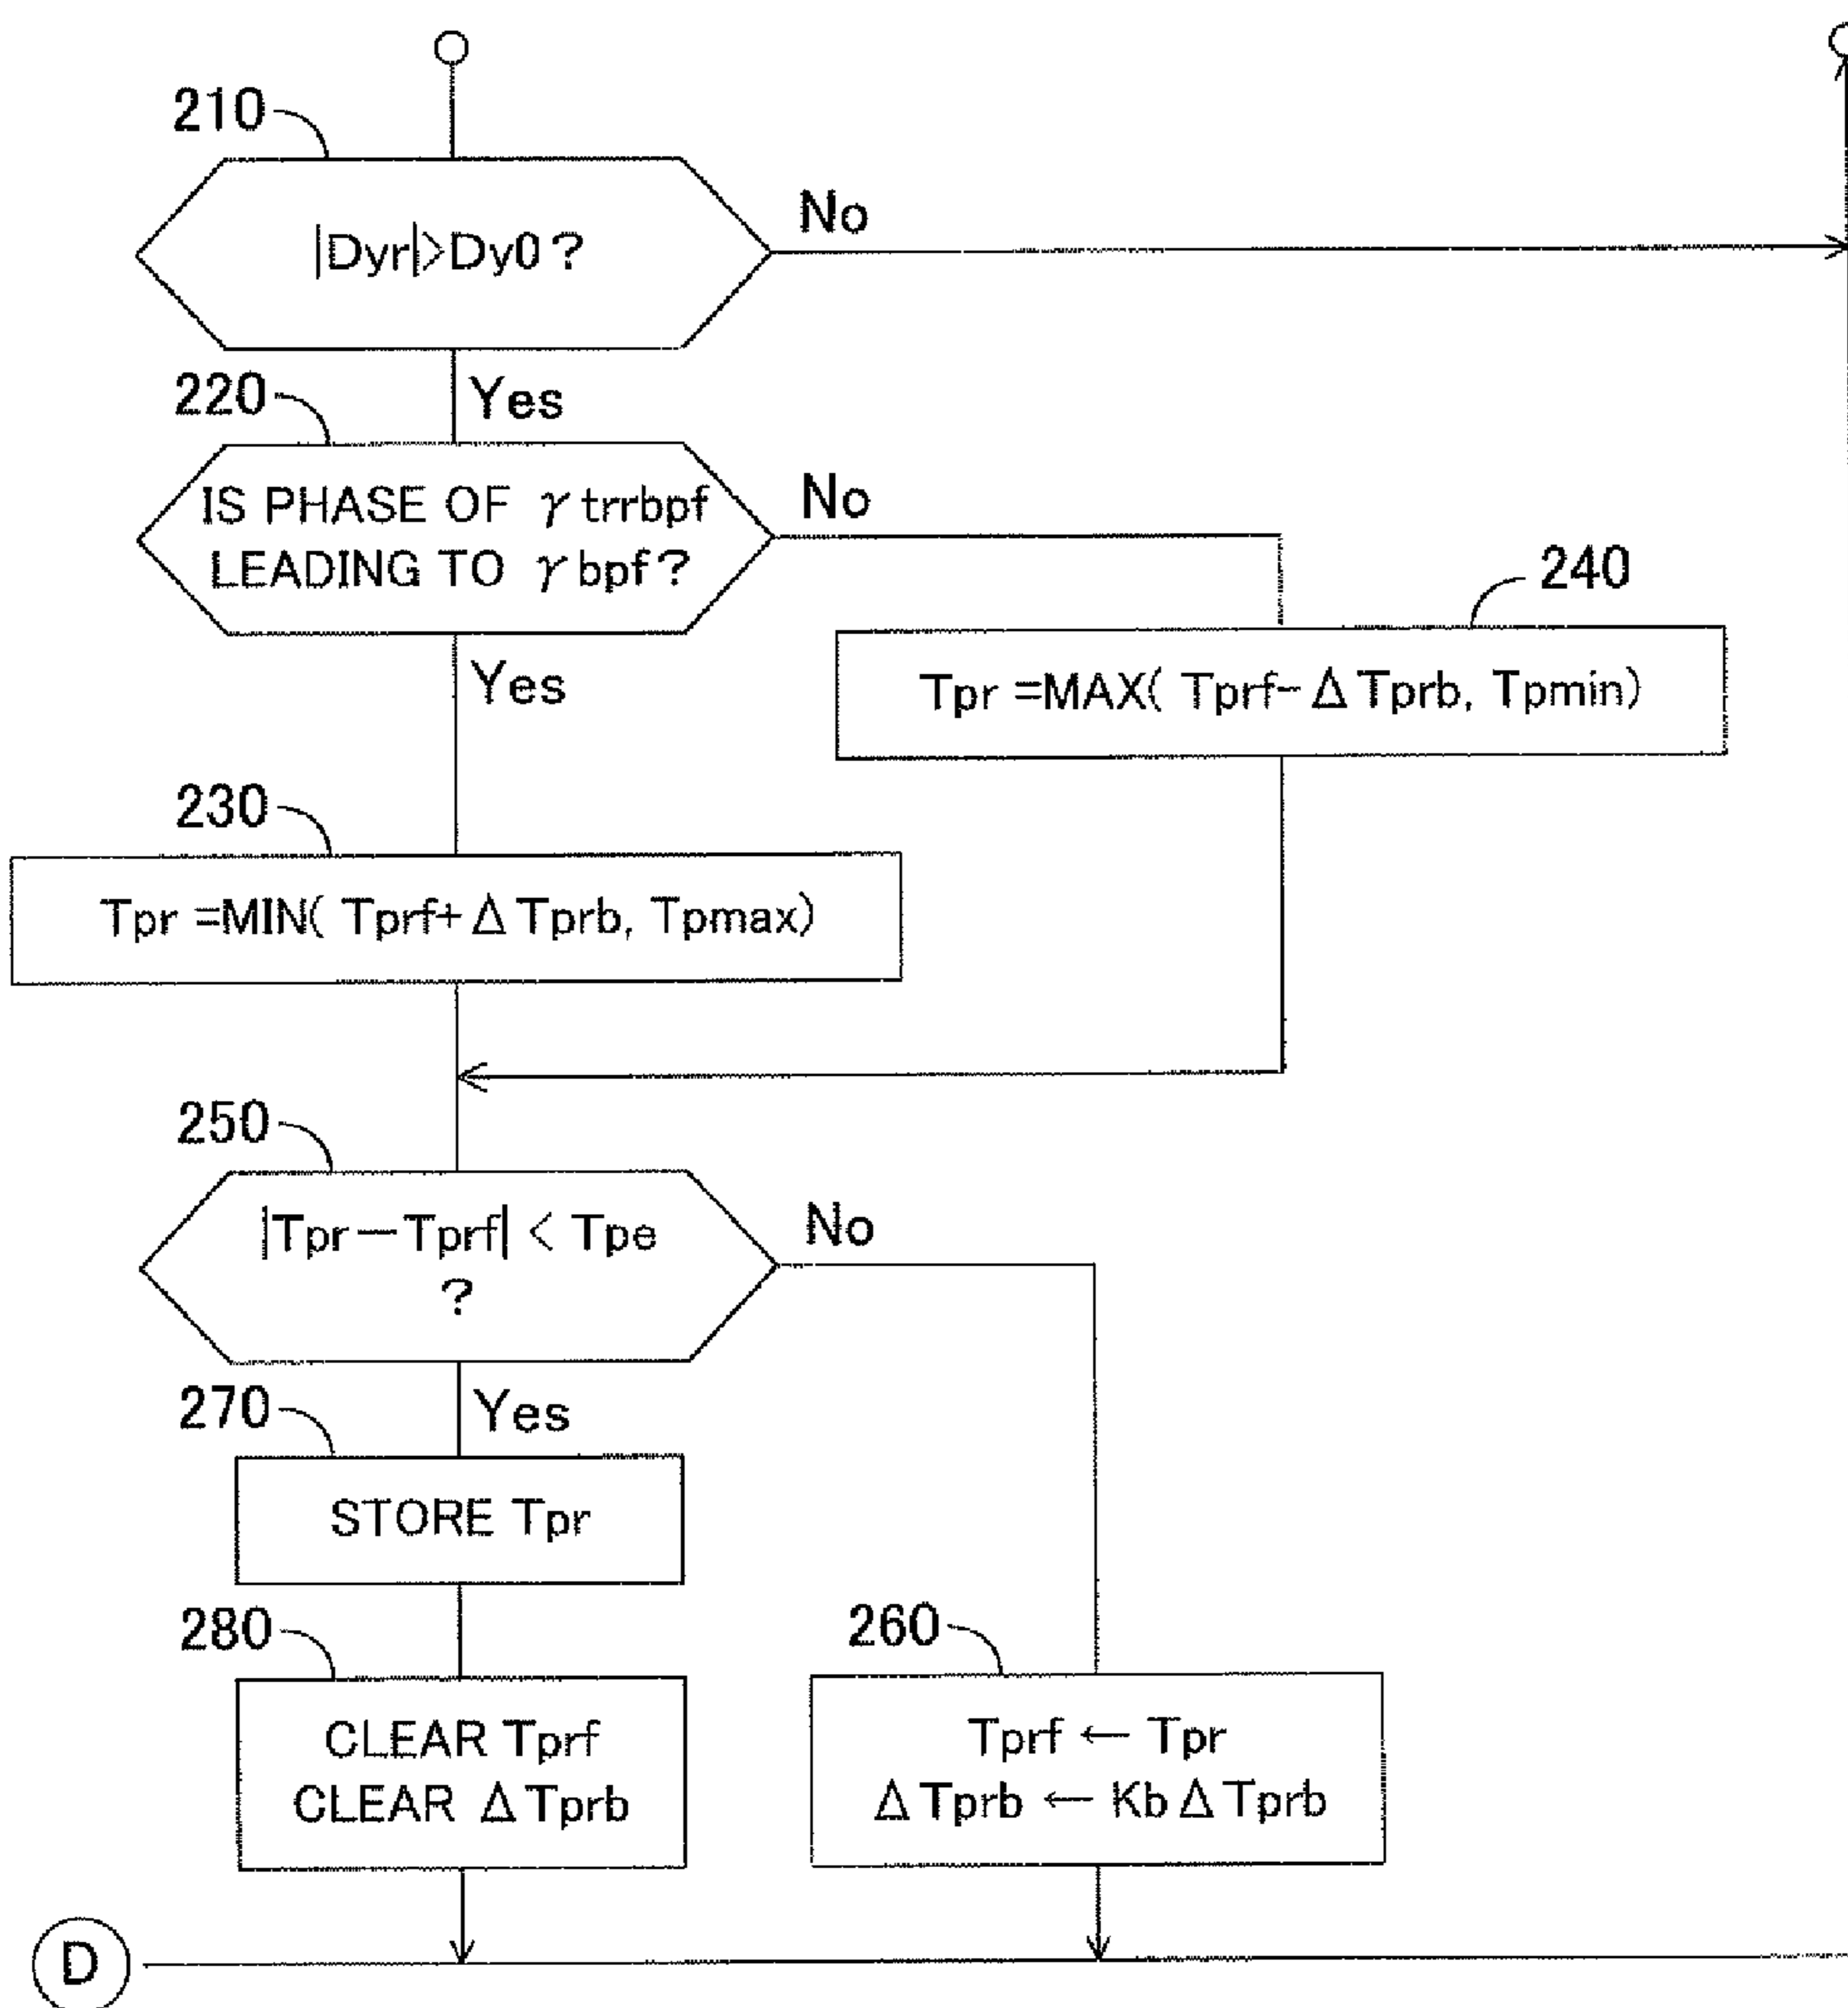 210
|Dyr|>Dy0?
No
Yes
220
IS PHASE OF γtrrbpf
LEADING TO γbpf?
No
Yes
240
Tpr =MAX( Tprf-ΔTprb, Tpmin)
230
Tpr =MIN( Tprf+ΔTprb, Tpmax)
250
|Tpr-Tprf| < Tpe
?
No
Yes
270
STORE Tpr
280
CLEAR Tprf
CLEAR ΔTprb
260
Tprf ← Tpr
ΔTprb ← KbΔTprb
D